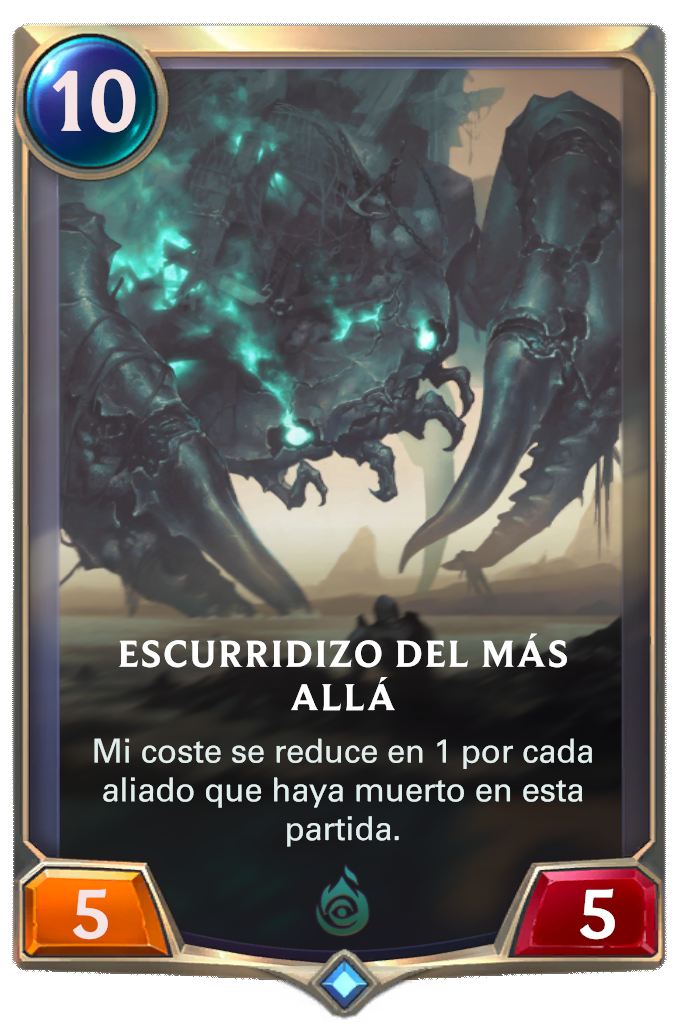 10
ESCURRIDIZO DEL MÁS
ALLÁ
Mi coste se reduce en 1 por cada
aliado que haya muerto en esta
partida.
5
5